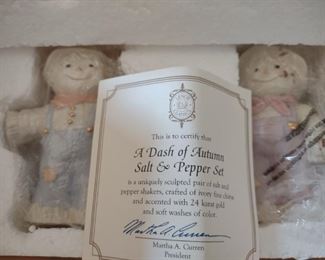 This is to certify that
A Dash of Autumn
Salt & Pepper Set
is a uniquely sculpted pair of salt and
pepper shakers, crafted of ivory fine china
and accented with 24 karat gold
and soft washes of color.
Martha A Curren
Martha A. Curren
President